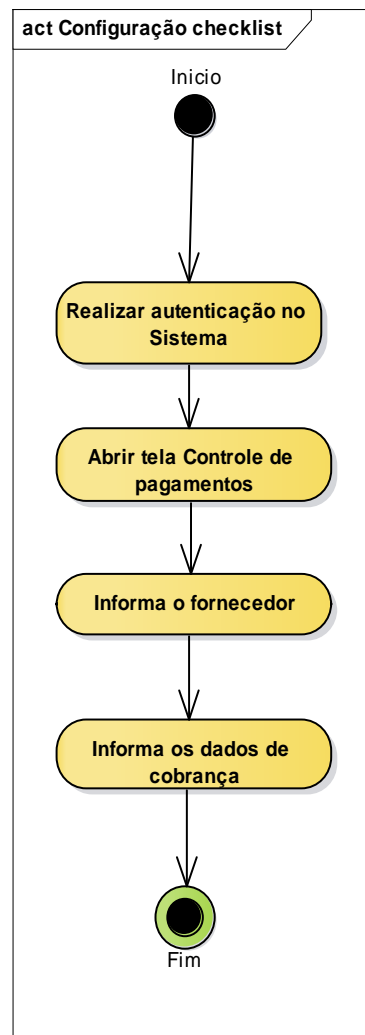 act Configuração checklist
Inicio
Realizar autenticação no
Sistema
Abrir tela Controle de
pagamentos
Informa o fornecedor
Informa os dados de
cobrança
Fim